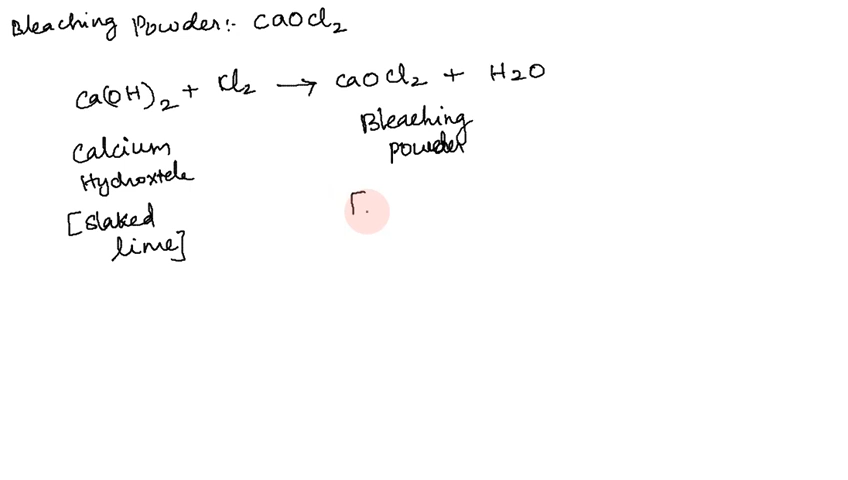 Bleaching Powder:- CaOCl2
Ca(OH)2 + Cl2 → CaOCl2 + H2O
Bleaching
powder
Calcium
Hydroxide
[slaked
lime]
[